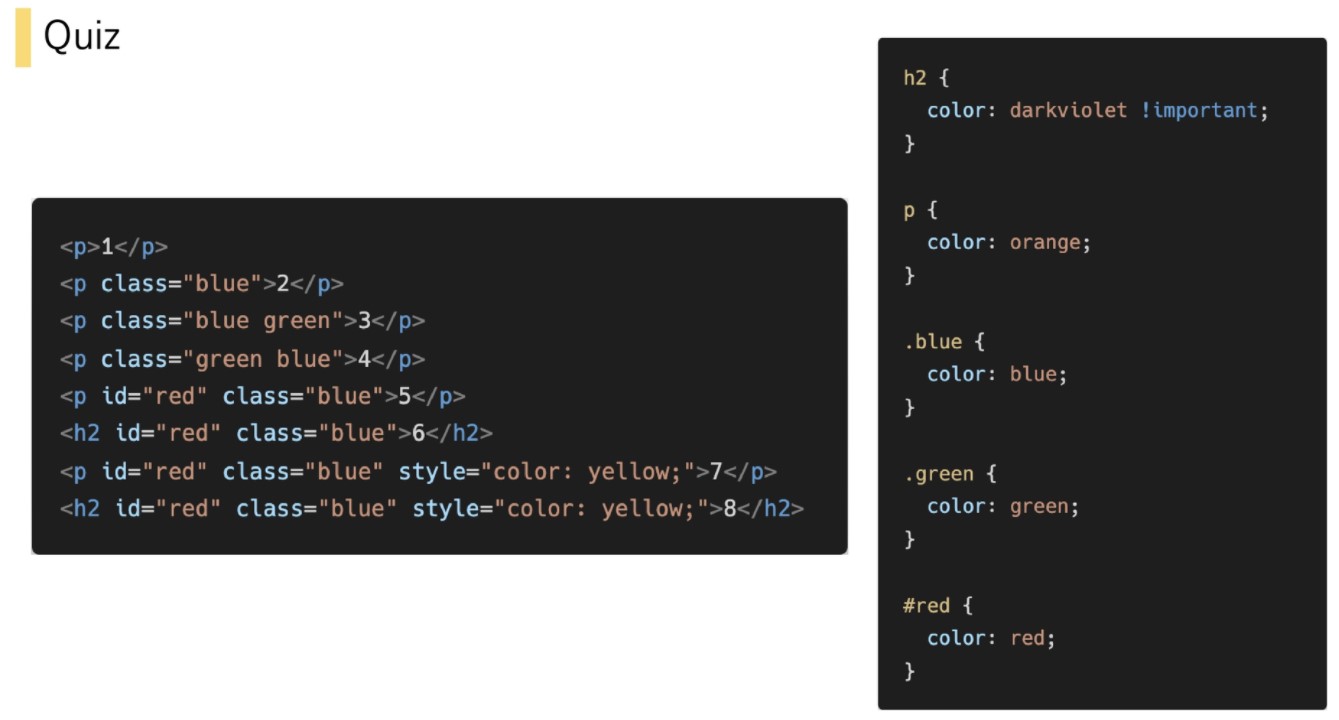 Quiz
<p>1</p>
<p class="blue">2</p>
<p class="blue green">3</p>
<p class="green blue">4</p>
<p id="red" class="blue">5</p>
<h2 id="red" class="blue">6</h2>
<p id="red" class="blue" style="color: yellow;">7</p>
<h2 id="red" class="blue" style="color: yellow;">8</h2>
h2 {
  color: darkviolet !important;
}
p {
  color: orange;
}
.blue {
  color: blue;
}
.green {
  color: green;
}
#red {
  color: red;
}